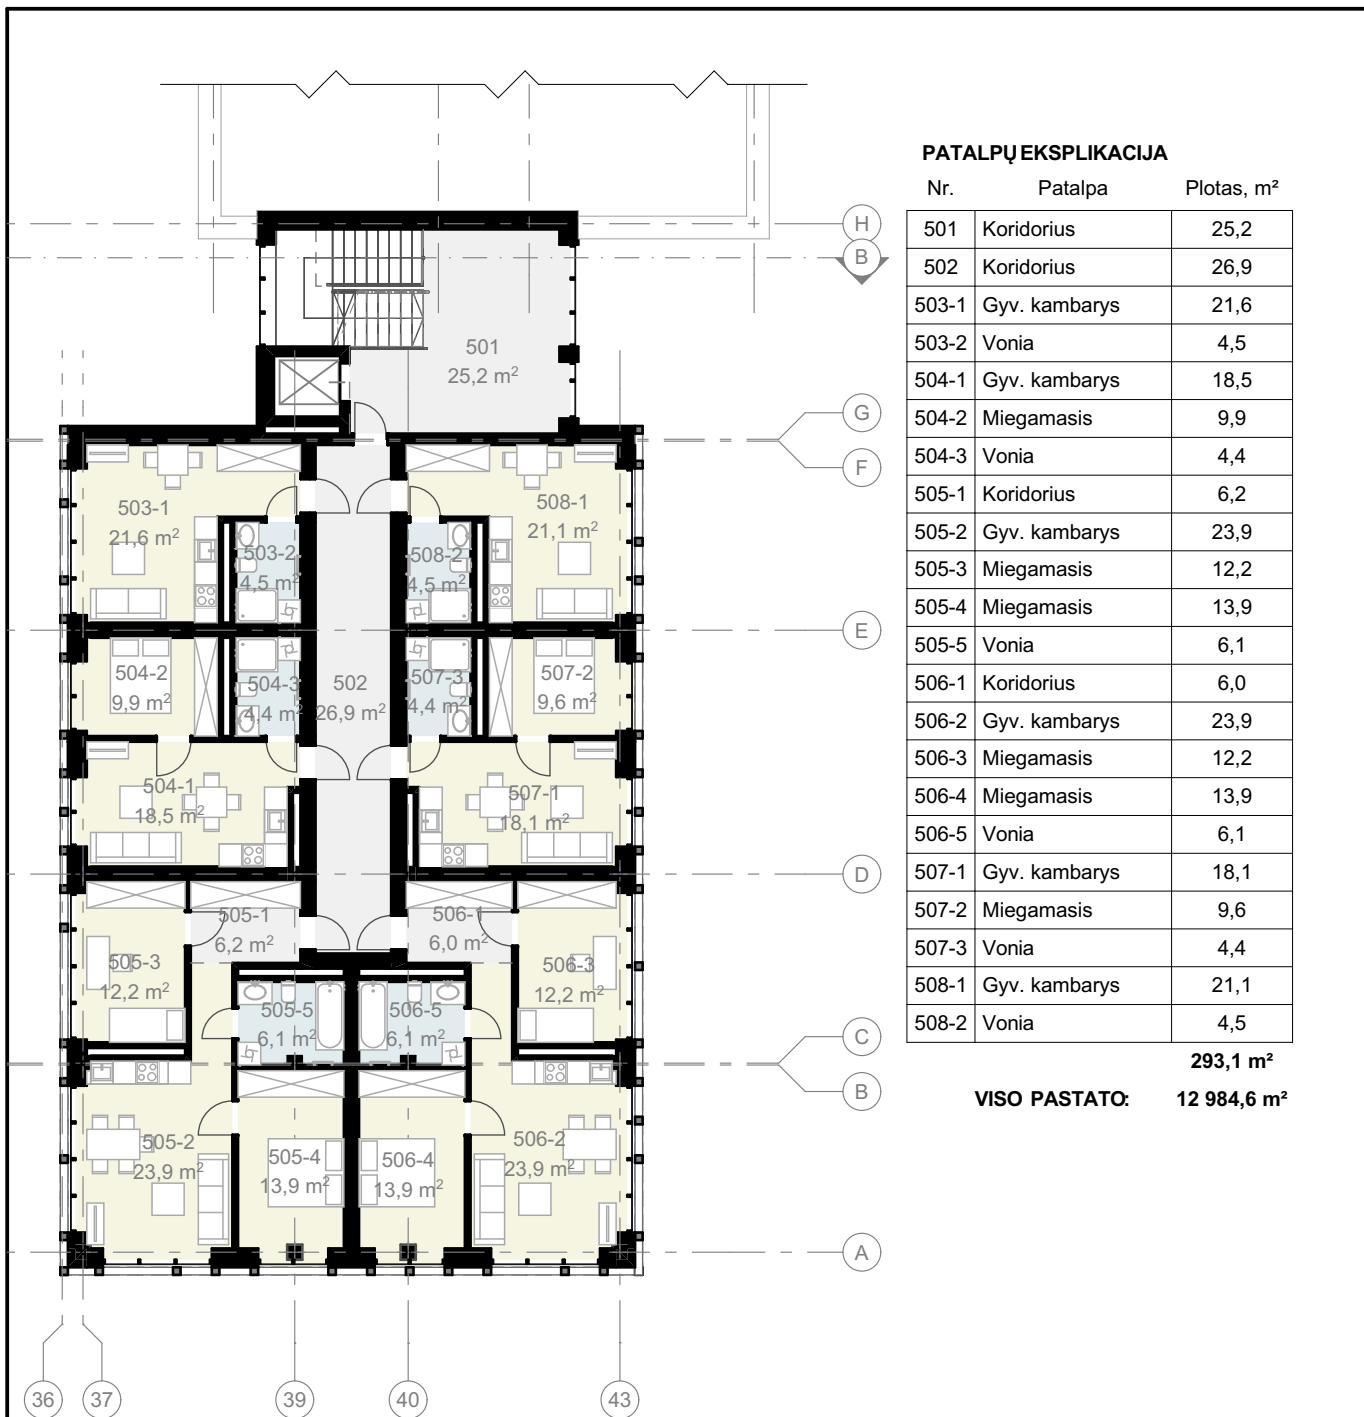 PATALPŲ EKSPLIKACIJA
Nr. Patalpa Plotas, m²
501 Koridorius 25,2
502 Koridorius 26,9
503-1 Gyv. kambarys 21,6
503-2 Vonia 4,5
504-1 Gyv. kambarys 18,5
504-2 Miegamasis 9,9
504-3 Vonia 4,4
505-1 Koridorius 6,2
505-2 Gyv. kambarys 23,9
505-3 Miegamasis 12,2
505-4 Miegamasis 13,9
505-5 Vonia 6,1
506-1 Koridorius 6,0
506-2 Gyv. kambarys 23,9
506-3 Miegamasis 12,2
506-4 Miegamasis 13,9
506-5 Vonia 6,1
507-1 Gyv. kambarys 18,1
507-2 Miegamasis 9,6
507-3 Vonia 4,4
508-1 Gyv. kambarys 21,1
508-2 Vonia 4,5
293,1 m²
VISO PASTATO: 12 984,6 m²
H
B
G
F
E
D
C
B
A
36
37
39
40
43
501
25,2 m²
503-1
21,6 m²
503-2
4,5 m²
508-2
4,5 m²
508-1
21,1 m²
504-2
9,9 m²
504-3
4,4 m²
502
26,9 m²
507-3
4,4 m²
507-2
9,6 m²
504-1
18,5 m²
507-1
18,1 m²
505-1
6,2 m²
506-1
6,0 m²
505-3
12,2 m²
506-3
12,2 m²
505-5
6,1 m²
506-5
6,1 m²
505-2
23,9 m²
505-4
13,9 m²
506-4
13,9 m²
506-2
23,9 m²